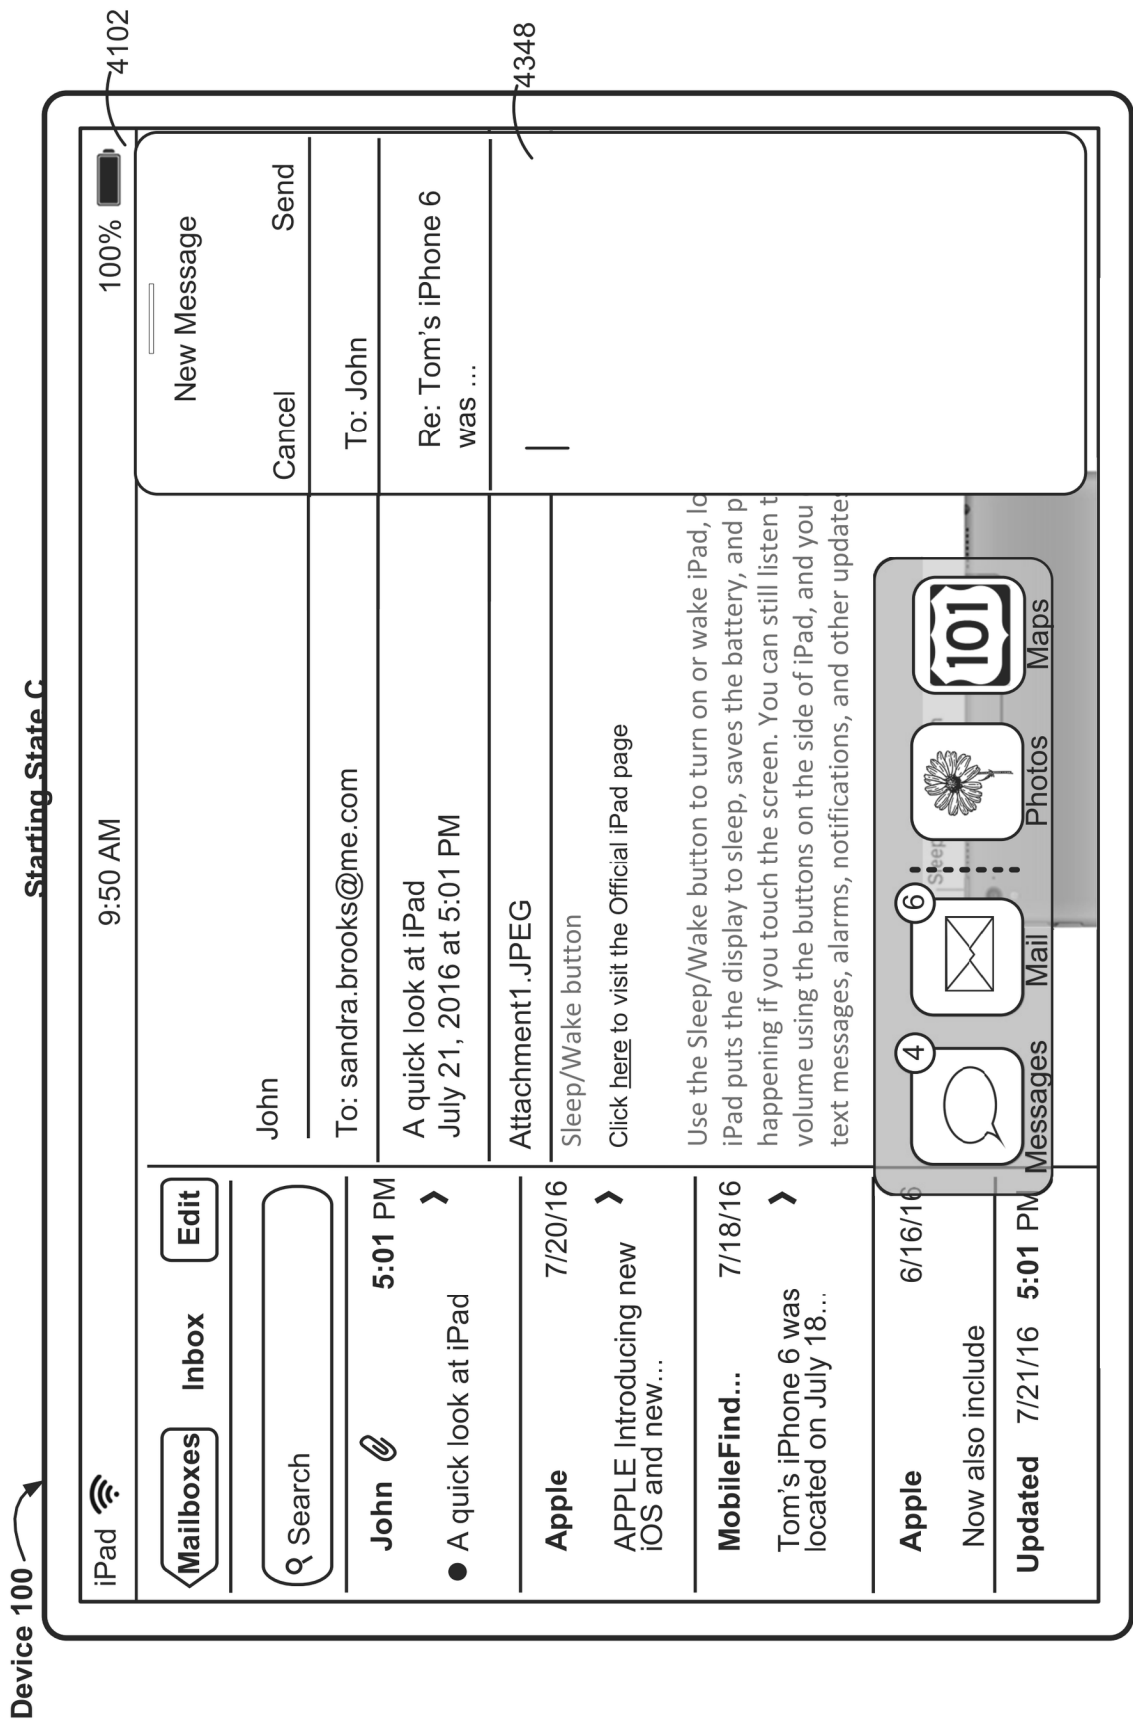 Starting State C
Device 100
4102
4348
iPad
9:50 AM
100%
Mailboxes
Inbox
Edit
Search
John
5:01 PM
A quick look at iPad
Apple
7/20/16
APPLE Introducing new
iOS and new...
MobileFind...
7/18/16
Tom's iPhone 6 was
located on July 18...
Apple
6/16/16
Now also include
Updated 7/21/16 5:01 PM
John
To: sandra.brooks@me.com
A quick look at iPad
July 21, 2016 at 5:01 PM
Attachment1.JPEG
Sleep/Wake button
Click here to visit the Official iPad page
Use the Sleep/Wake button to turn on or wake iPad, lo
iPad puts the display to sleep, saves the battery, and p
happening if you touch the screen. You can still listen t
volume using the buttons on the side of iPad, and you
text messages, alarms, notifications, and other updates
New Message
Cancel
Send
To: John
Re: Tom's iPhone 6
was ...
Sleep
4
6
101
Messages
Mail
Photos
Maps